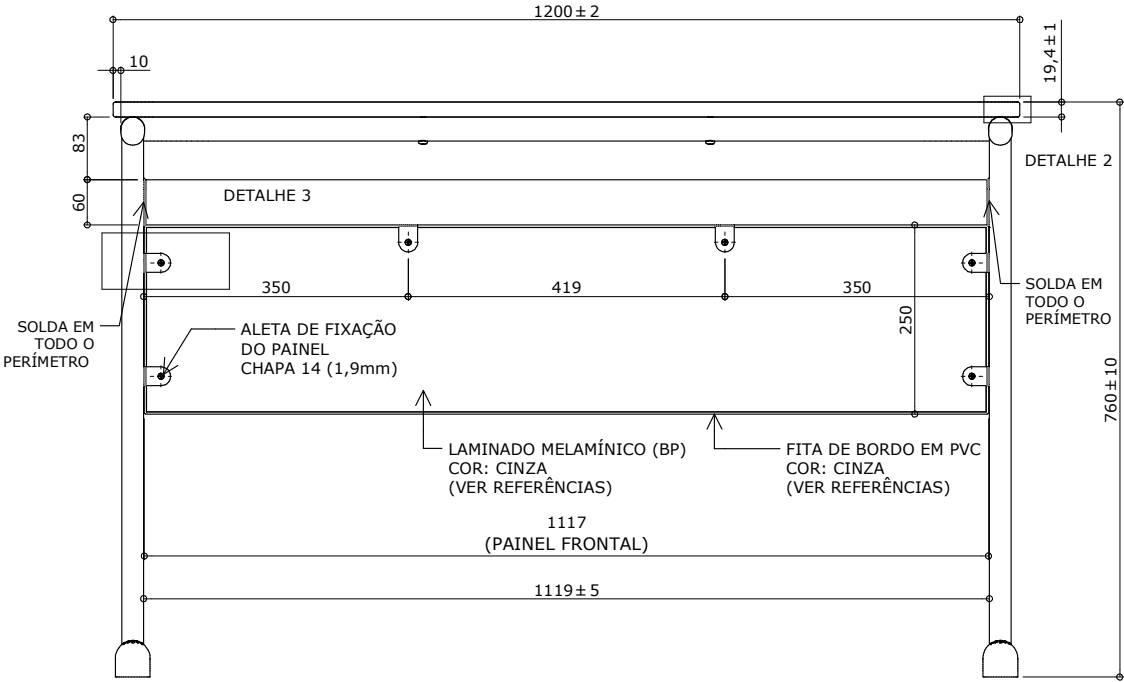 1200±2
10
19,4±1
83
DETALHE 2
60
DETALHE 3
350
419
350
250
SOLDA EM
TODO O
PERÍMETRO
SOLDA EM
TODO O
PERÍMETRO
ALETA DE FIXAÇÃO
DO PAINEL
CHAPA 14 (1,9mm)
760±10
LAMINADO MELAMÍNICO (BP)
COR: CINZA
(VER REFERÊNCIAS)
FITA DE BORDO EM PVC
COR: CINZA
(VER REFERÊNCIAS)
1117
(PAINEL FRONTAL)
1119±5